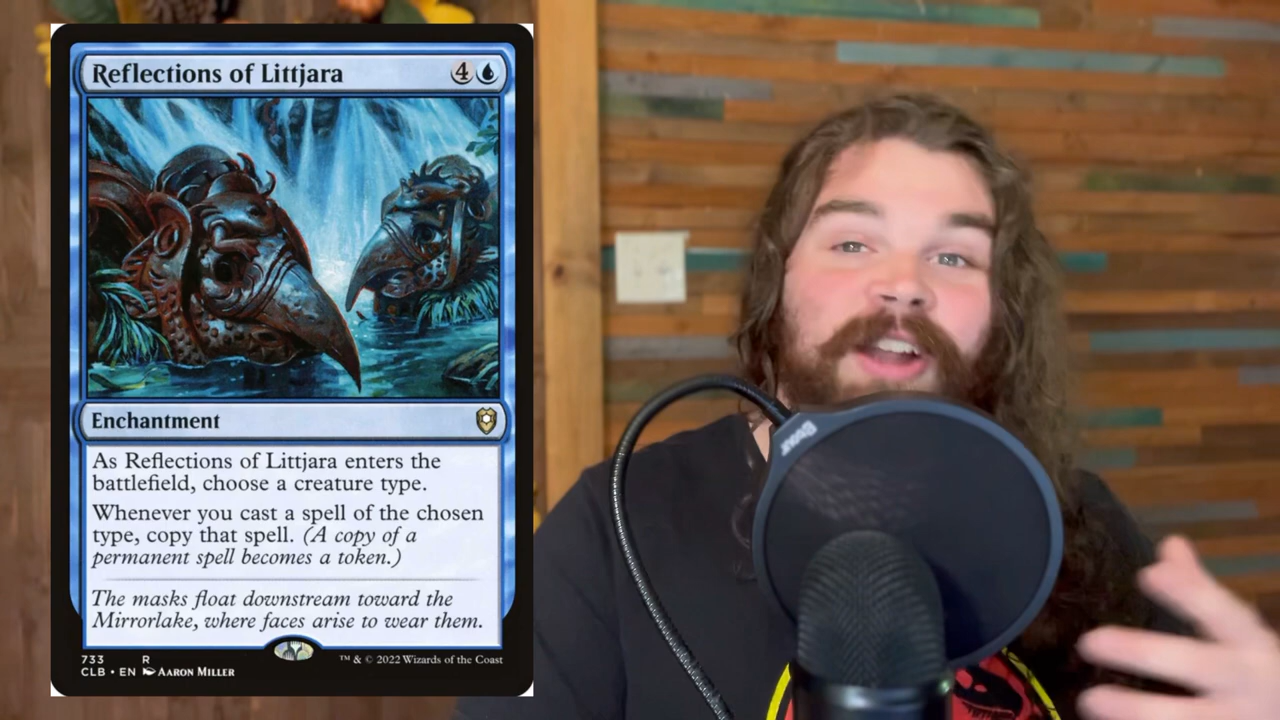 Reflections of Littjara 4
Enchantment
As Reflections of Littjara enters the
battlefield, choose a creature type.
Whenever you cast a spell of the chosen
type, copy that spell. (A copy of a
permanent spell becomes a token.)
The masks float downstream toward the
Mirrorlake, where faces arise to wear them.
733 R
CLB • EN AARON MILLER
™ & © 2022 Wizards of the Coast